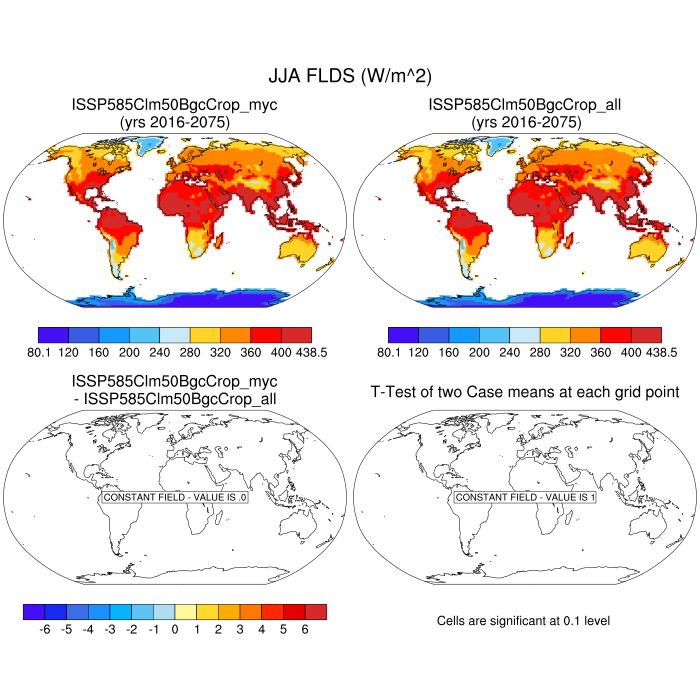 JJA FLDS (W/m^2)
ISSP585Clm50BgcCrop_myc
(yrs 2016-2075)
ISSP585Clm50BgcCrop_all
(yrs 2016-2075)
80.1 120 160 200 240 280 320 360 400 438.5
80.1 120 160 200 240 280 320 360 400 438.5
ISSP585Clm50BgcCrop_myc
- ISSP585Clm50BgcCrop_all
T-Test of two Case means at each grid point
CONSTANT FIELD - VALUE IS .0
CONSTANT FIELD - VALUE IS 1
-6 -5 -4 -3 -2 -1 0 1 2 3 4 5 6
Cells are significant at 0.1 level